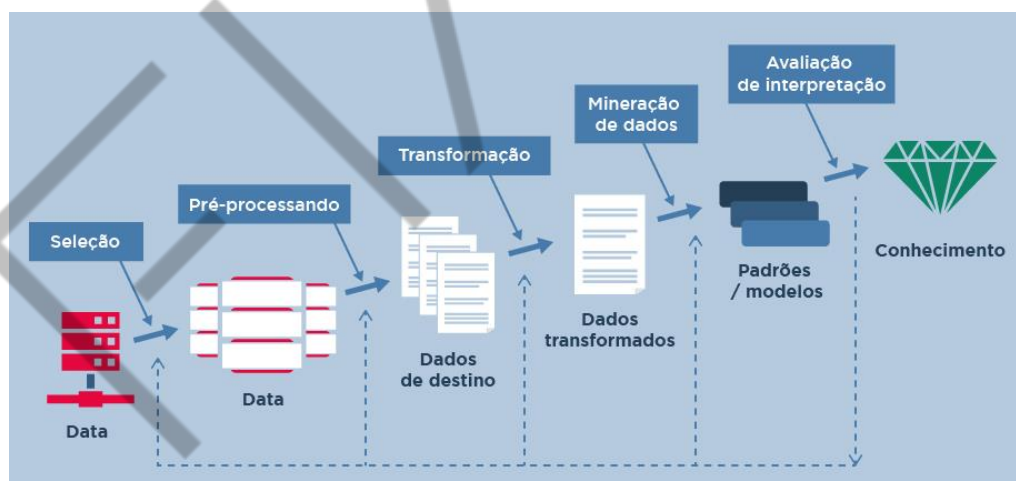 Avaliação
de interpretação
Mineração
de dados
Transformação
Pré-processando
Seleção
Conhecimento
Padrões
/ modelos
Dados
transformados
Dados
de destino
Data
Data